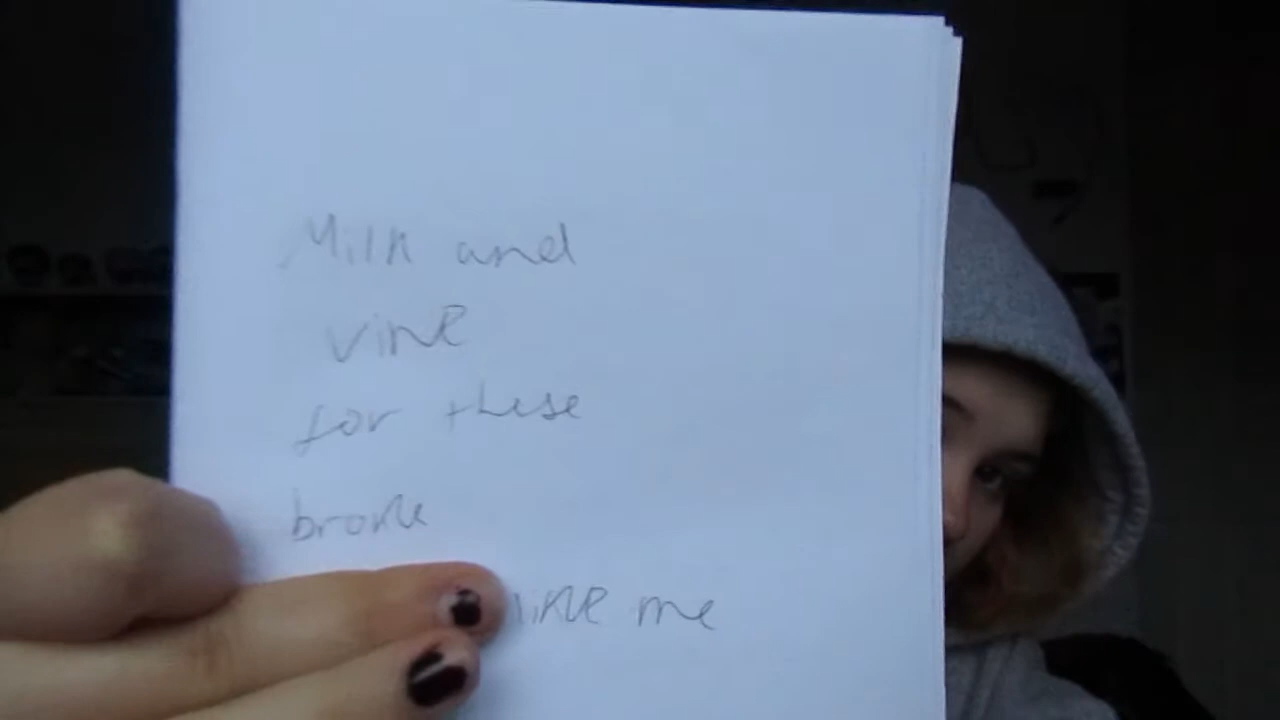 Milk and
vine
for these
broke
like me